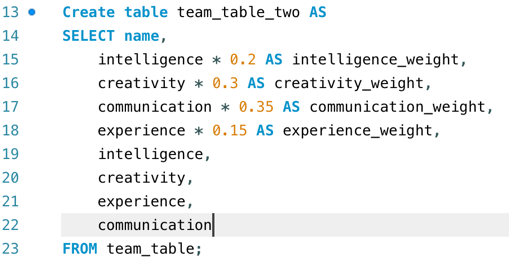 13 Create table team_table_two AS
14 SELECT name,
15 intelligence * 0.2 AS intelligence_weight,
16 creativity * 0.3 AS creativity_weight,
17 communication * 0.35 AS communication_weight,
18 experience * 0.15 AS experience_weight,
19 intelligence,
20 creativity,
21 experience,
22 communication
23 FROM team_table;